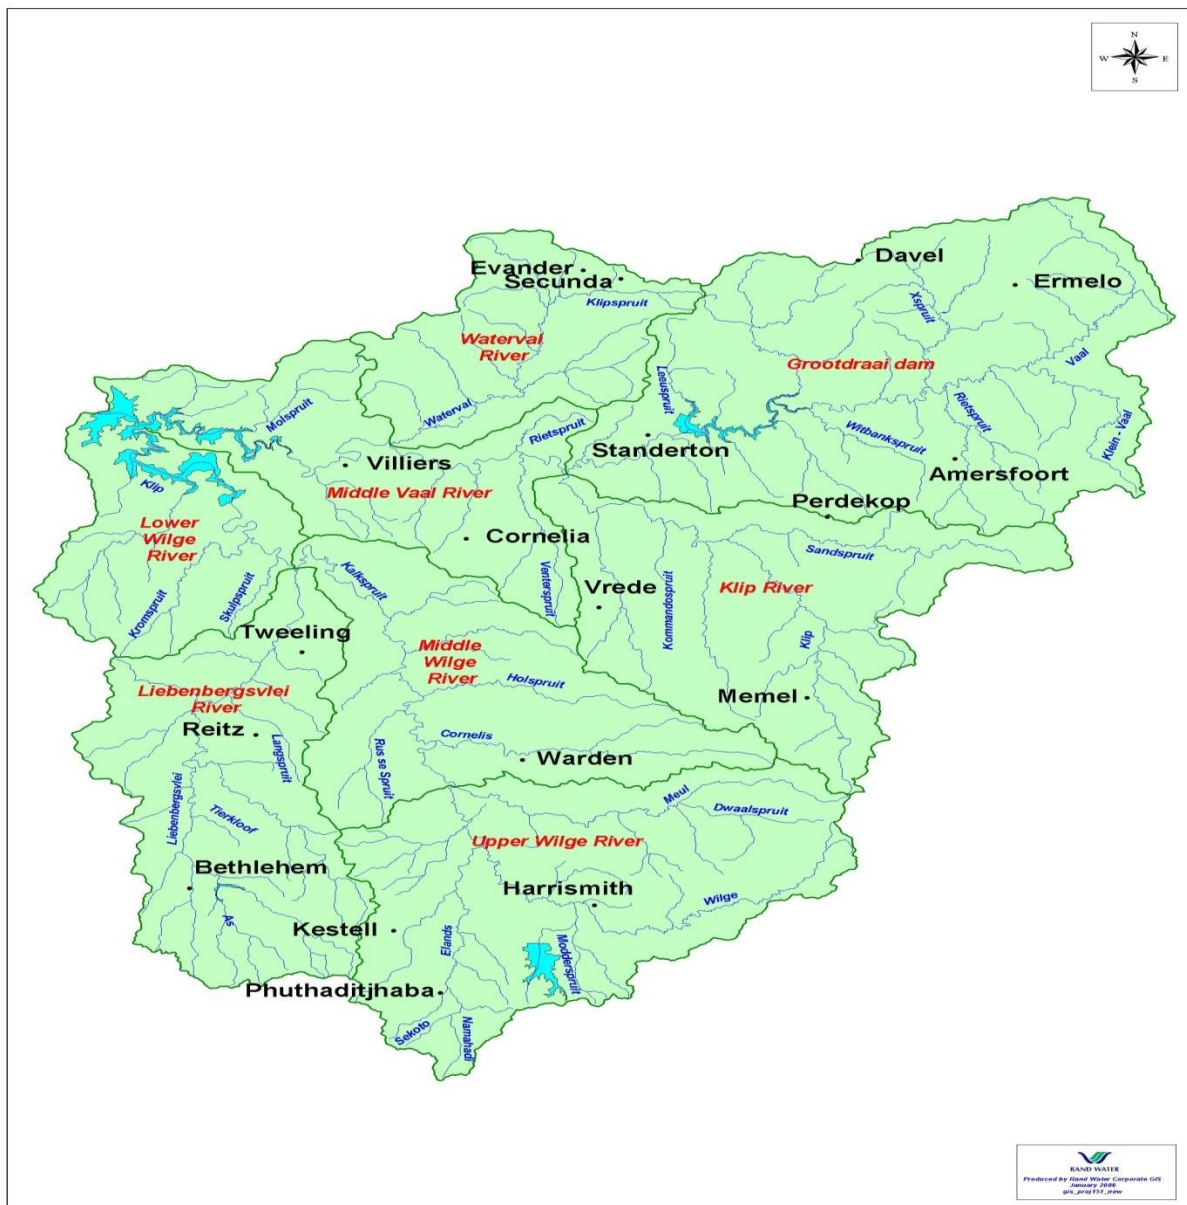 N
W E
S
Davel
Evander
Secunda
Ermelo
Klipspruit
Xspruit
Waterval
River
Vaal
Grootdraai dam
Leeuspruit
Molspruit
Waterval
Rietspruit
Rietspruit
Klein - Vaal
Witbankspruit
Standerton
Villiers
Amersfoort
Klip
Middle Vaal River
Perdekop
Lower
Wilge
River
Cornelia
Sandspruit
Kalkspruit
Venterspruit
Vrede
Kommandospruit
Klip River
Kromspruit
Skulpspruit
Tweeling
Klip
Middle
Wilge
River
Holspruit
Liebenbergsvlei
River
Memel
Reitz
Langspruit
Rus se Spruit
Cornelis
Warden
Liebenbergsvlei
Tierkloof
Meul
Dwaalspruit
Upper Wilge River
Bethlehem
Harrismith
Wilge
As
Kestell
Elands
Modderspruit
Phuthaditjhaba
Sekoto
Namahadi
RAND WATER
Produced by Rand Water Corporate GIS
January 2006
gis_proj151_new